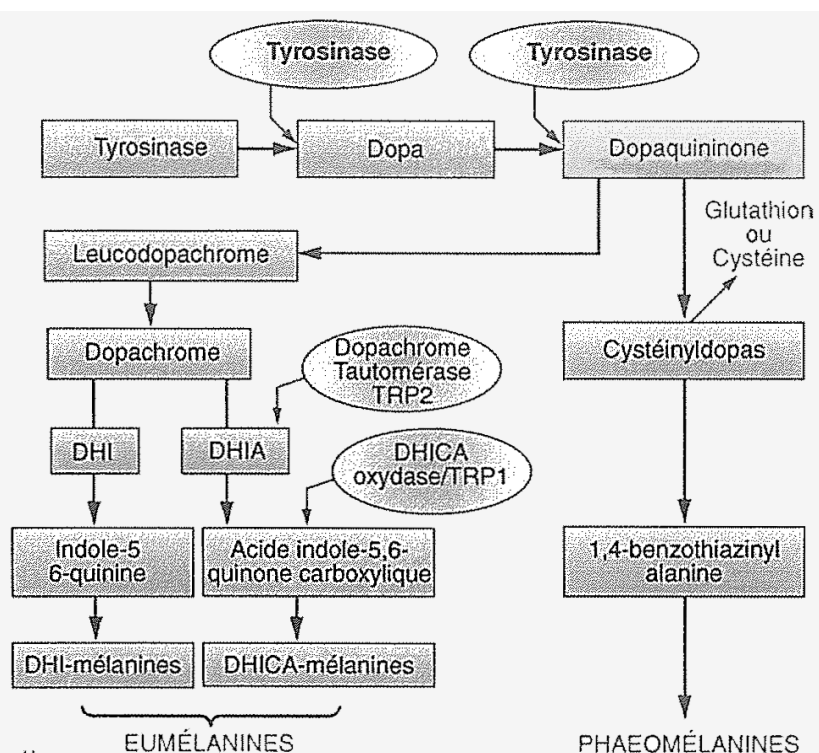 Tyrosinase
Tyrosinase
Tyrosinase
Dopa
Dopaquininone
Glutathion
ou
Cystéine
Leucodopachrome
Dopachrome
Dopachrome
Tautomérase
TRP2
Cystéinyldopas
DHI
DHIA
DHICA
oxydase/TRP1
Indole-5
6-quinine
Acide indole-5,6-
quinone carboxylique
1,4-benzothiazinyl
alanine
DHI-mélanines
DHICA-mélanines
EUMÉLANINES
PHAEOMÉLANINES